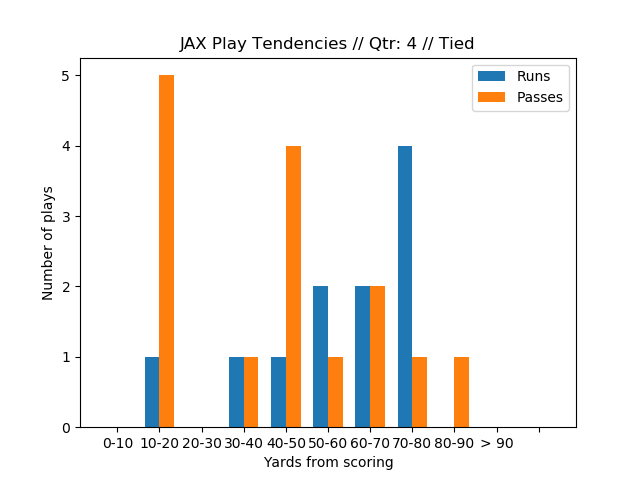 JAX Play Tendencies // Qtr: 4 // Tied
Runs
Passes
Number of plays
5
4
3
2
1
0
0-10 10-20 20-30 30-40 40-50 50-60 60-70 70-80 80-90 > 90
Yards from scoring